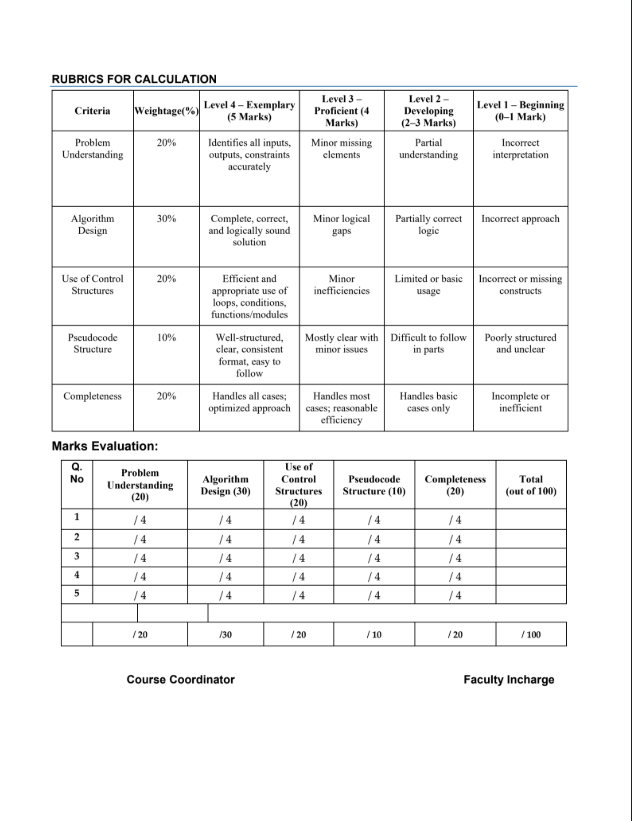 RUBRICS FOR CALCULATION
Criteria
Weightage(%)
Level 4 – Exemplary
(5 Marks)
Level 3 –
Proficient (4
Marks)
Level 2 –
Developing
(2–3 Marks)
Level 1 – Beginning
(0–1 Mark)
Problem
Understanding
20%
Identifies all inputs,
outputs, constraints
accurately
Minor missing
elements
Partial
understanding
Incorrect
interpretation
Algorithm
Design
30%
Complete, correct,
and logically sound
solution
Minor logical
gaps
Partially correct
logic
Incorrect approach
Use of Control
Structures
20%
Efficient and
appropriate use of
loops, conditions,
functions/modules
Minor
inefficiencies
Limited or basic
usage
Incorrect or missing
constructs
Pseudocode
Structure
10%
Well-structured,
clear, consistent
format, easy to
follow
Mostly clear with
minor issues
Difficult to follow
in parts
Poorly structured
and unclear
Completeness
20%
Handles all cases;
optimized approach
Handles most
cases; reasonable
efficiency
Handles basic
cases only
Incomplete or
inefficient
Marks Evaluation:
Q.
No
Problem
Understanding
(20)
Algorithm
Design (30)
Use of
Control
Structures
(20)
Pseudocode
Structure (10)
Completeness
(20)
Total
(out of 100)
1 / 4 / 4 / 4 / 4 / 4
2 / 4 / 4 / 4 / 4 / 4
3 / 4 / 4 / 4 / 4 / 4
4 / 4 / 4 / 4 / 4 / 4
5 / 4 / 4 / 4 / 4 / 4
/ 20 /30 / 20 / 10 / 20 / 100
Course Coordinator Faculty Incharge